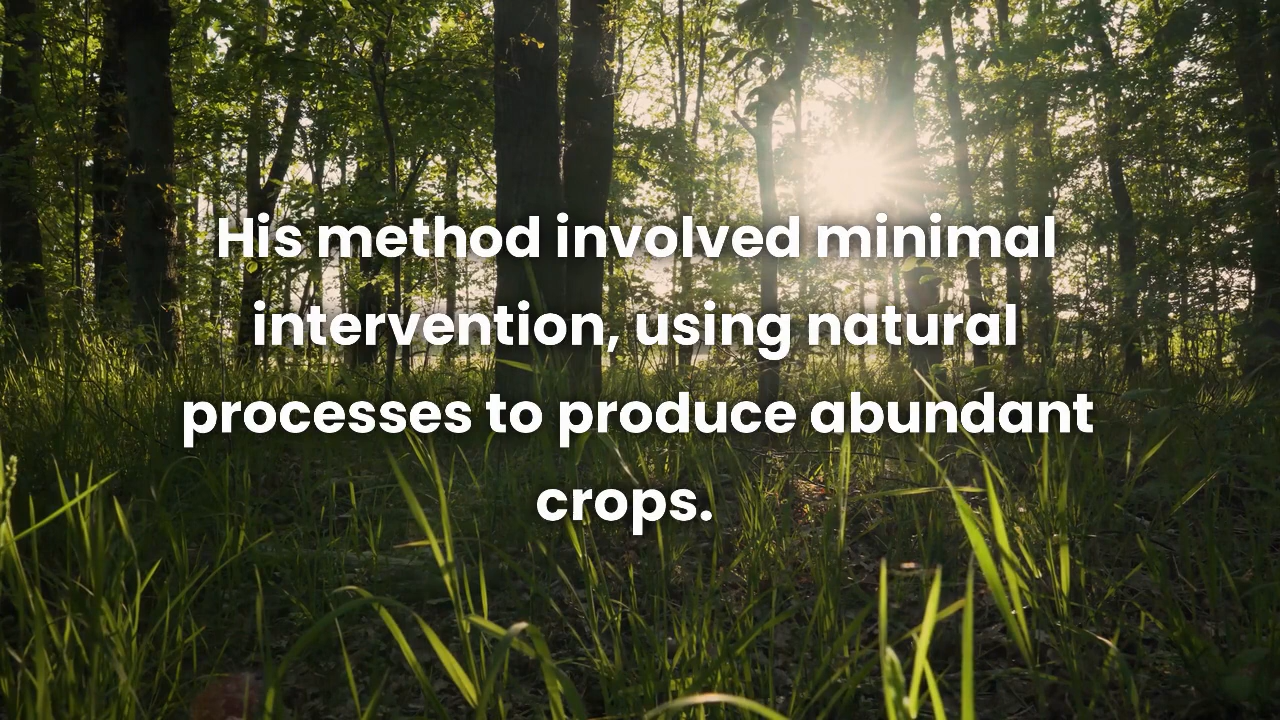 His method involved minimal
intervention, using natural
processes to produce abundant
crops.